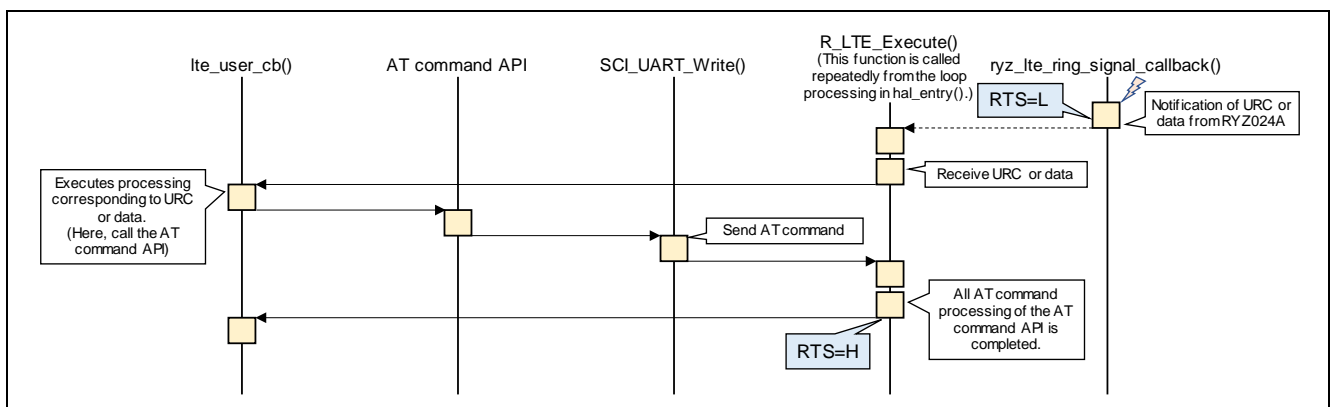 lte_user_cb()
AT command API
SCI_UART_Write()
R_LTE_Execute()
(This function is called
repeatedly from the loop
processing in hal_entry().)
ryz_lte_ring_signal_callback()
RTS=L
Notification of URC or
data from RYZ024A
Receive URC or data
Executes processing
corresponding to URC
or data.
(Here, call the AT
command API)
Send AT command
All AT command
processing of the AT
command API is
completed.
RTS=H